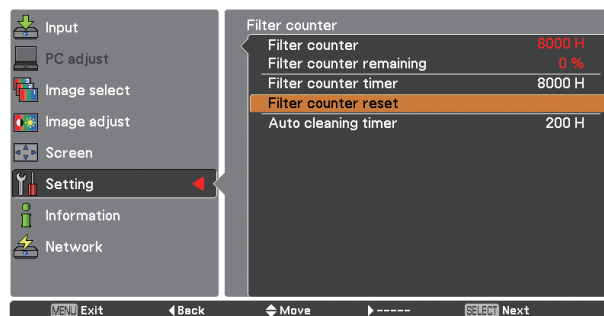 Input
PC adjust
Image select
Image adjust
Screen
Setting
Information
Network
Filter counter
Filter counter 8000 H
Filter counter remaining 0 %
Filter counter timer 8000 H
Filter counter reset
Auto cleaning timer 200 H
MENU Exit Back Move ----- SELECT Next